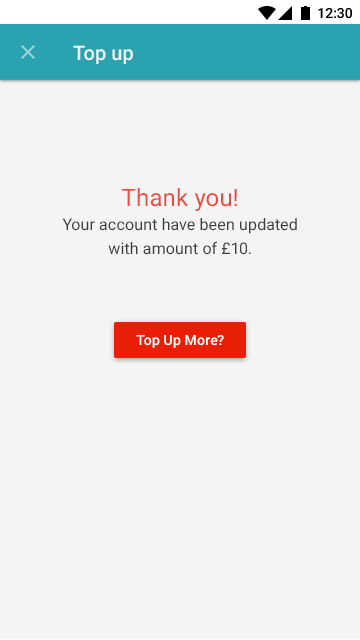 12:30
Top up
Thank you!
Your account have been updated
with amount of £10.
Top Up More?